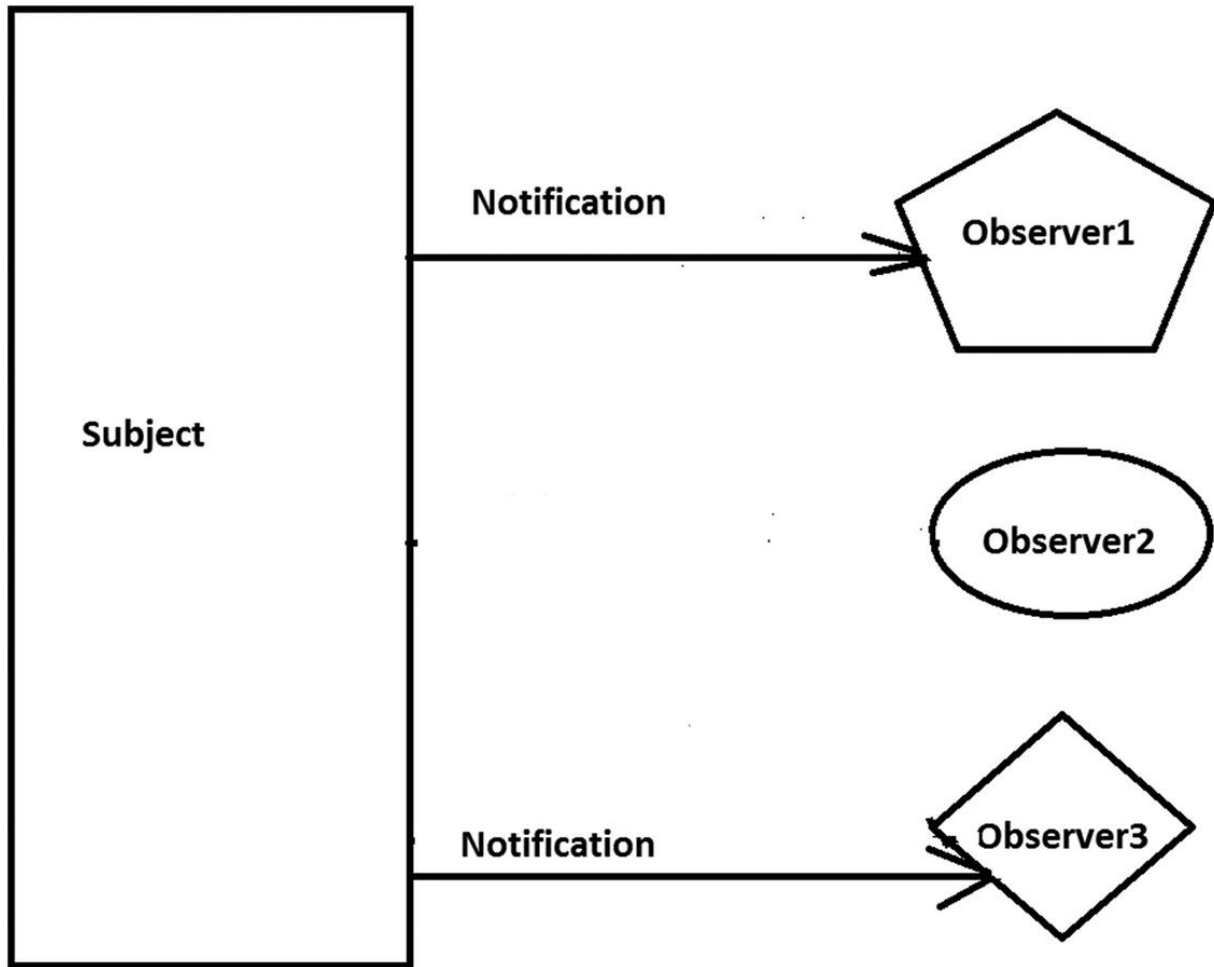 Notification
Observer1
Subject
Observer2
Notification
Observer3